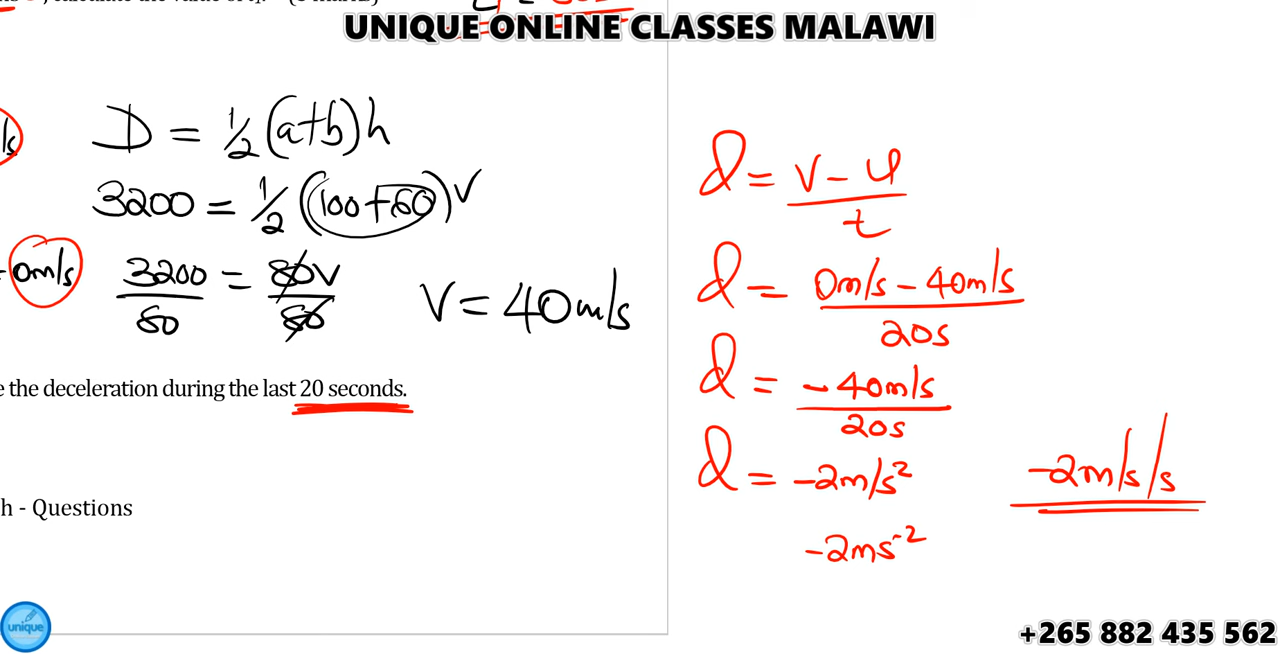 UNIQUE ONLINE CLASSES MALAWI
D = ½ (a+b)h
3200 = ½ (100+60)V
0m/s
3200/80 = 80V/80
V = 40m/s
e the deceleration during the last 20 seconds.
h - Questions
d = V - U / t
d = 0m/s - 40m/s / 20s
d = -40m/s / 20s
d = -2m/s²
-2m/s/s
-2ms⁻²
unique
+265 882 435 562